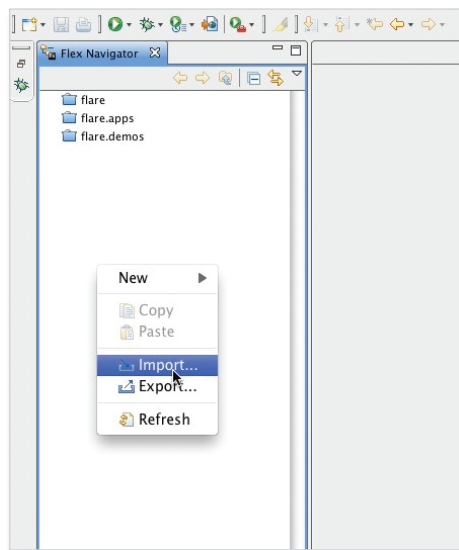 Flex Navigator
flare
flare.apps
flare.demos
New
Copy
Paste
Import...
Export...
Refresh